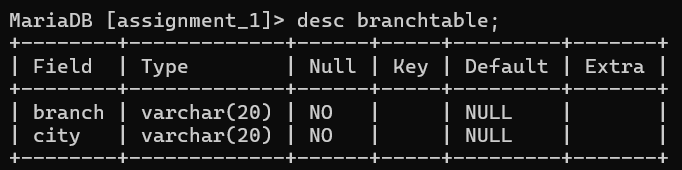 MariaDB [assignment_1]> desc branchtable;
+--------+-------------+------+-----+---------+-------+
| Field  | Type        | Null | Key | Default | Extra |
+--------+-------------+------+-----+---------+-------+
| branch | varchar(20) | NO   |     | NULL    |       |
| city   | varchar(20) | NO   |     | NULL    |       |
+--------+-------------+------+-----+---------+-------+